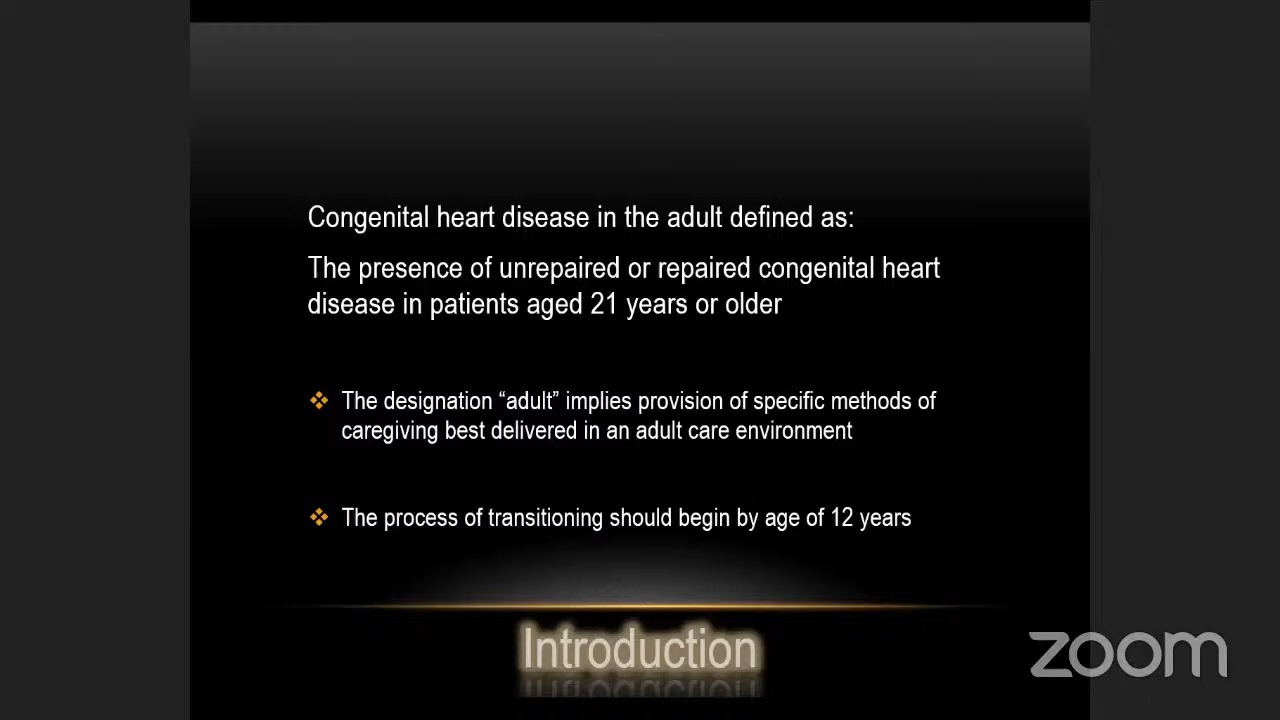 Congenital heart disease in the adult defined as:
The presence of unrepaired or repaired congenital heart
disease in patients aged 21 years or older
The designation “adult” implies provision of specific methods of
caregiving best delivered in an adult care environment
The process of transitioning should begin by age of 12 years
Introduction
zoom